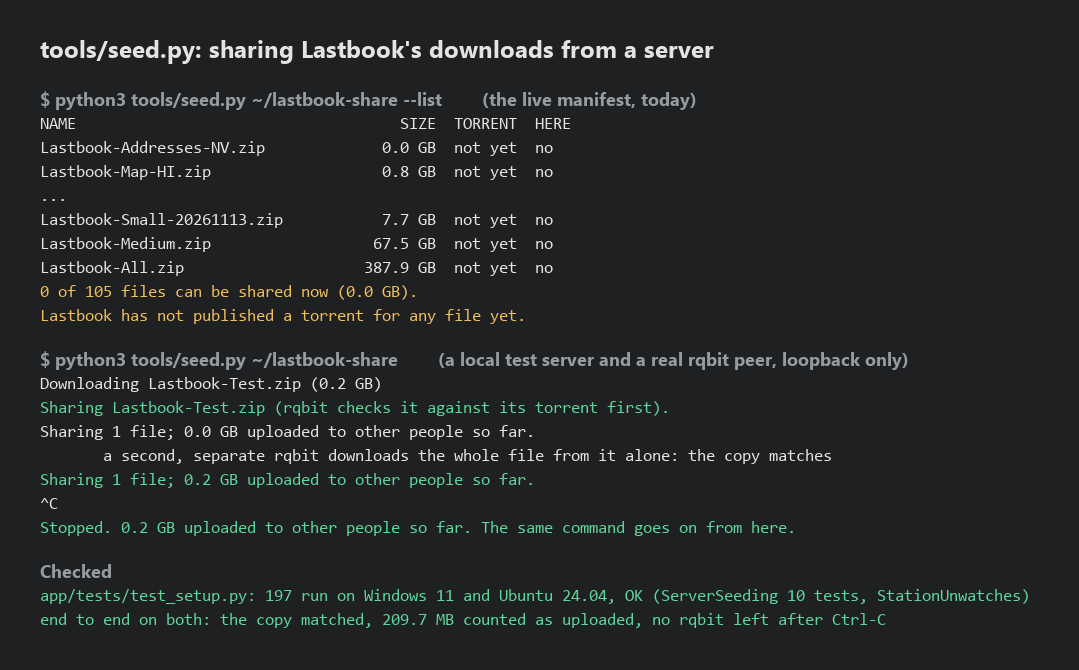 tools/seed.py: sharing Lastbook's downloads from a server
$ python3 tools/seed.py ~/lastbook-share --list (the live manifest, today)
NAME SIZE TORRENT HERE
Lastbook-Addresses-NV.zip 0.0 GB not yet no
Lastbook-Map-HI.zip 0.8 GB not yet no
...
Lastbook-Small-20261113.zip 7.7 GB not yet no
Lastbook-Medium.zip 67.5 GB not yet no
Lastbook-All.zip 387.9 GB not yet no
0 of 105 files can be shared now (0.0 GB).
Lastbook has not published a torrent for any file yet.
$ python3 tools/seed.py ~/lastbook-share (a local test server and a real rqbit peer, loopback only)
Downloading Lastbook-Test.zip (0.2 GB)
Sharing Lastbook-Test.zip (rqbit checks it against its torrent first).
Sharing 1 file; 0.0 GB uploaded to other people so far.
a second, separate rqbit downloads the whole file from it alone: the copy matches
Sharing 1 file; 0.2 GB uploaded to other people so far.
^C
Stopped. 0.2 GB uploaded to other people so far. The same command goes on from here.
Checked
app/tests/test_setup.py: 197 run on Windows 11 and Ubuntu 24.04, OK (ServerSeeding 10 tests, StationUnwatches)
end to end on both: the copy matched, 209.7 MB counted as uploaded, no rqbit left after Ctrl-C